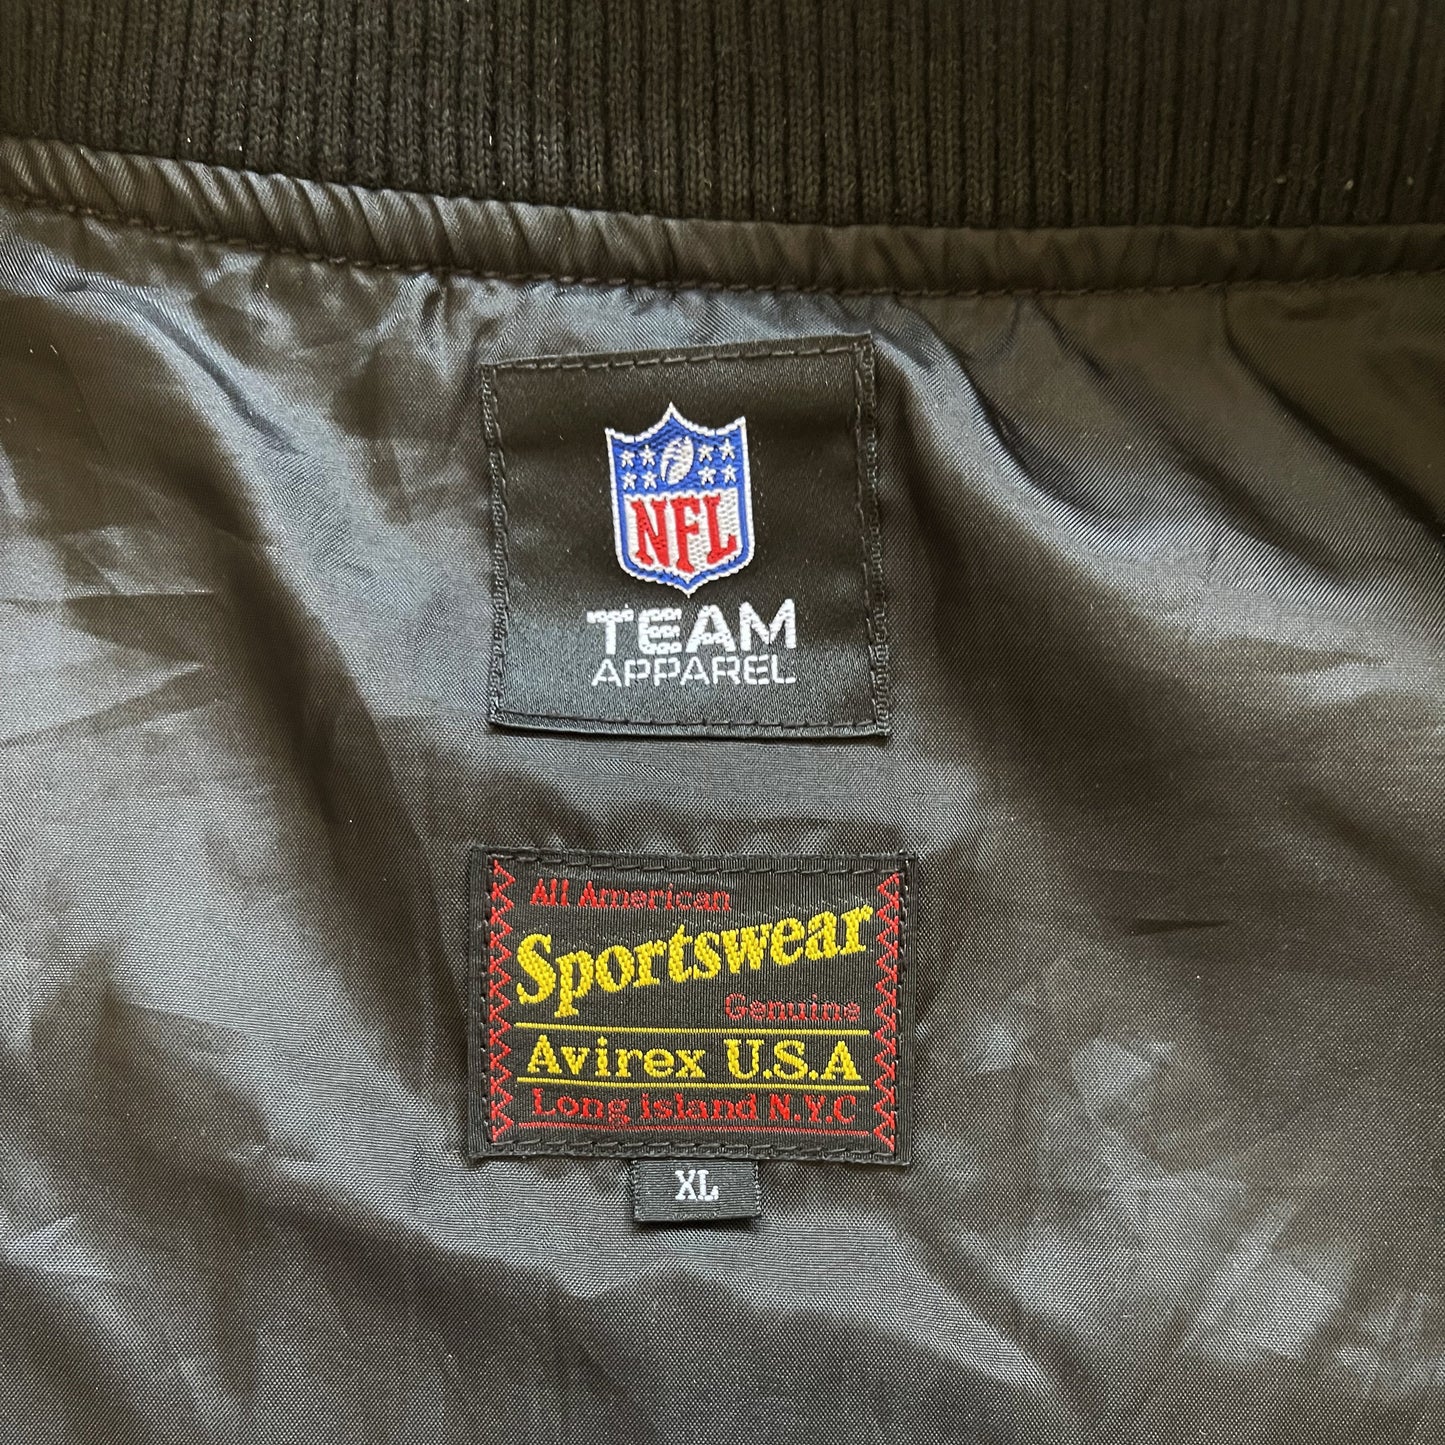 NFL
TEAM
APPAREL
All American
Sportswear
Genuine
Avirex U.S.A
Long island N.Y.C
XL